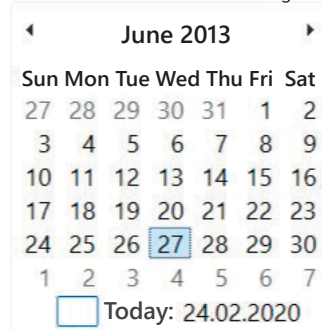 June 2013
Sun Mon Tue Wed Thu Fri Sat
27 28 29 30 31 1 2
3 4 5 6 7 8 9
10 11 12 13 14 15 16
17 18 19 20 21 22 23
24 25 26 27 28 29 30
1 2 3 4 5 6 7
Today: 24.02.2020